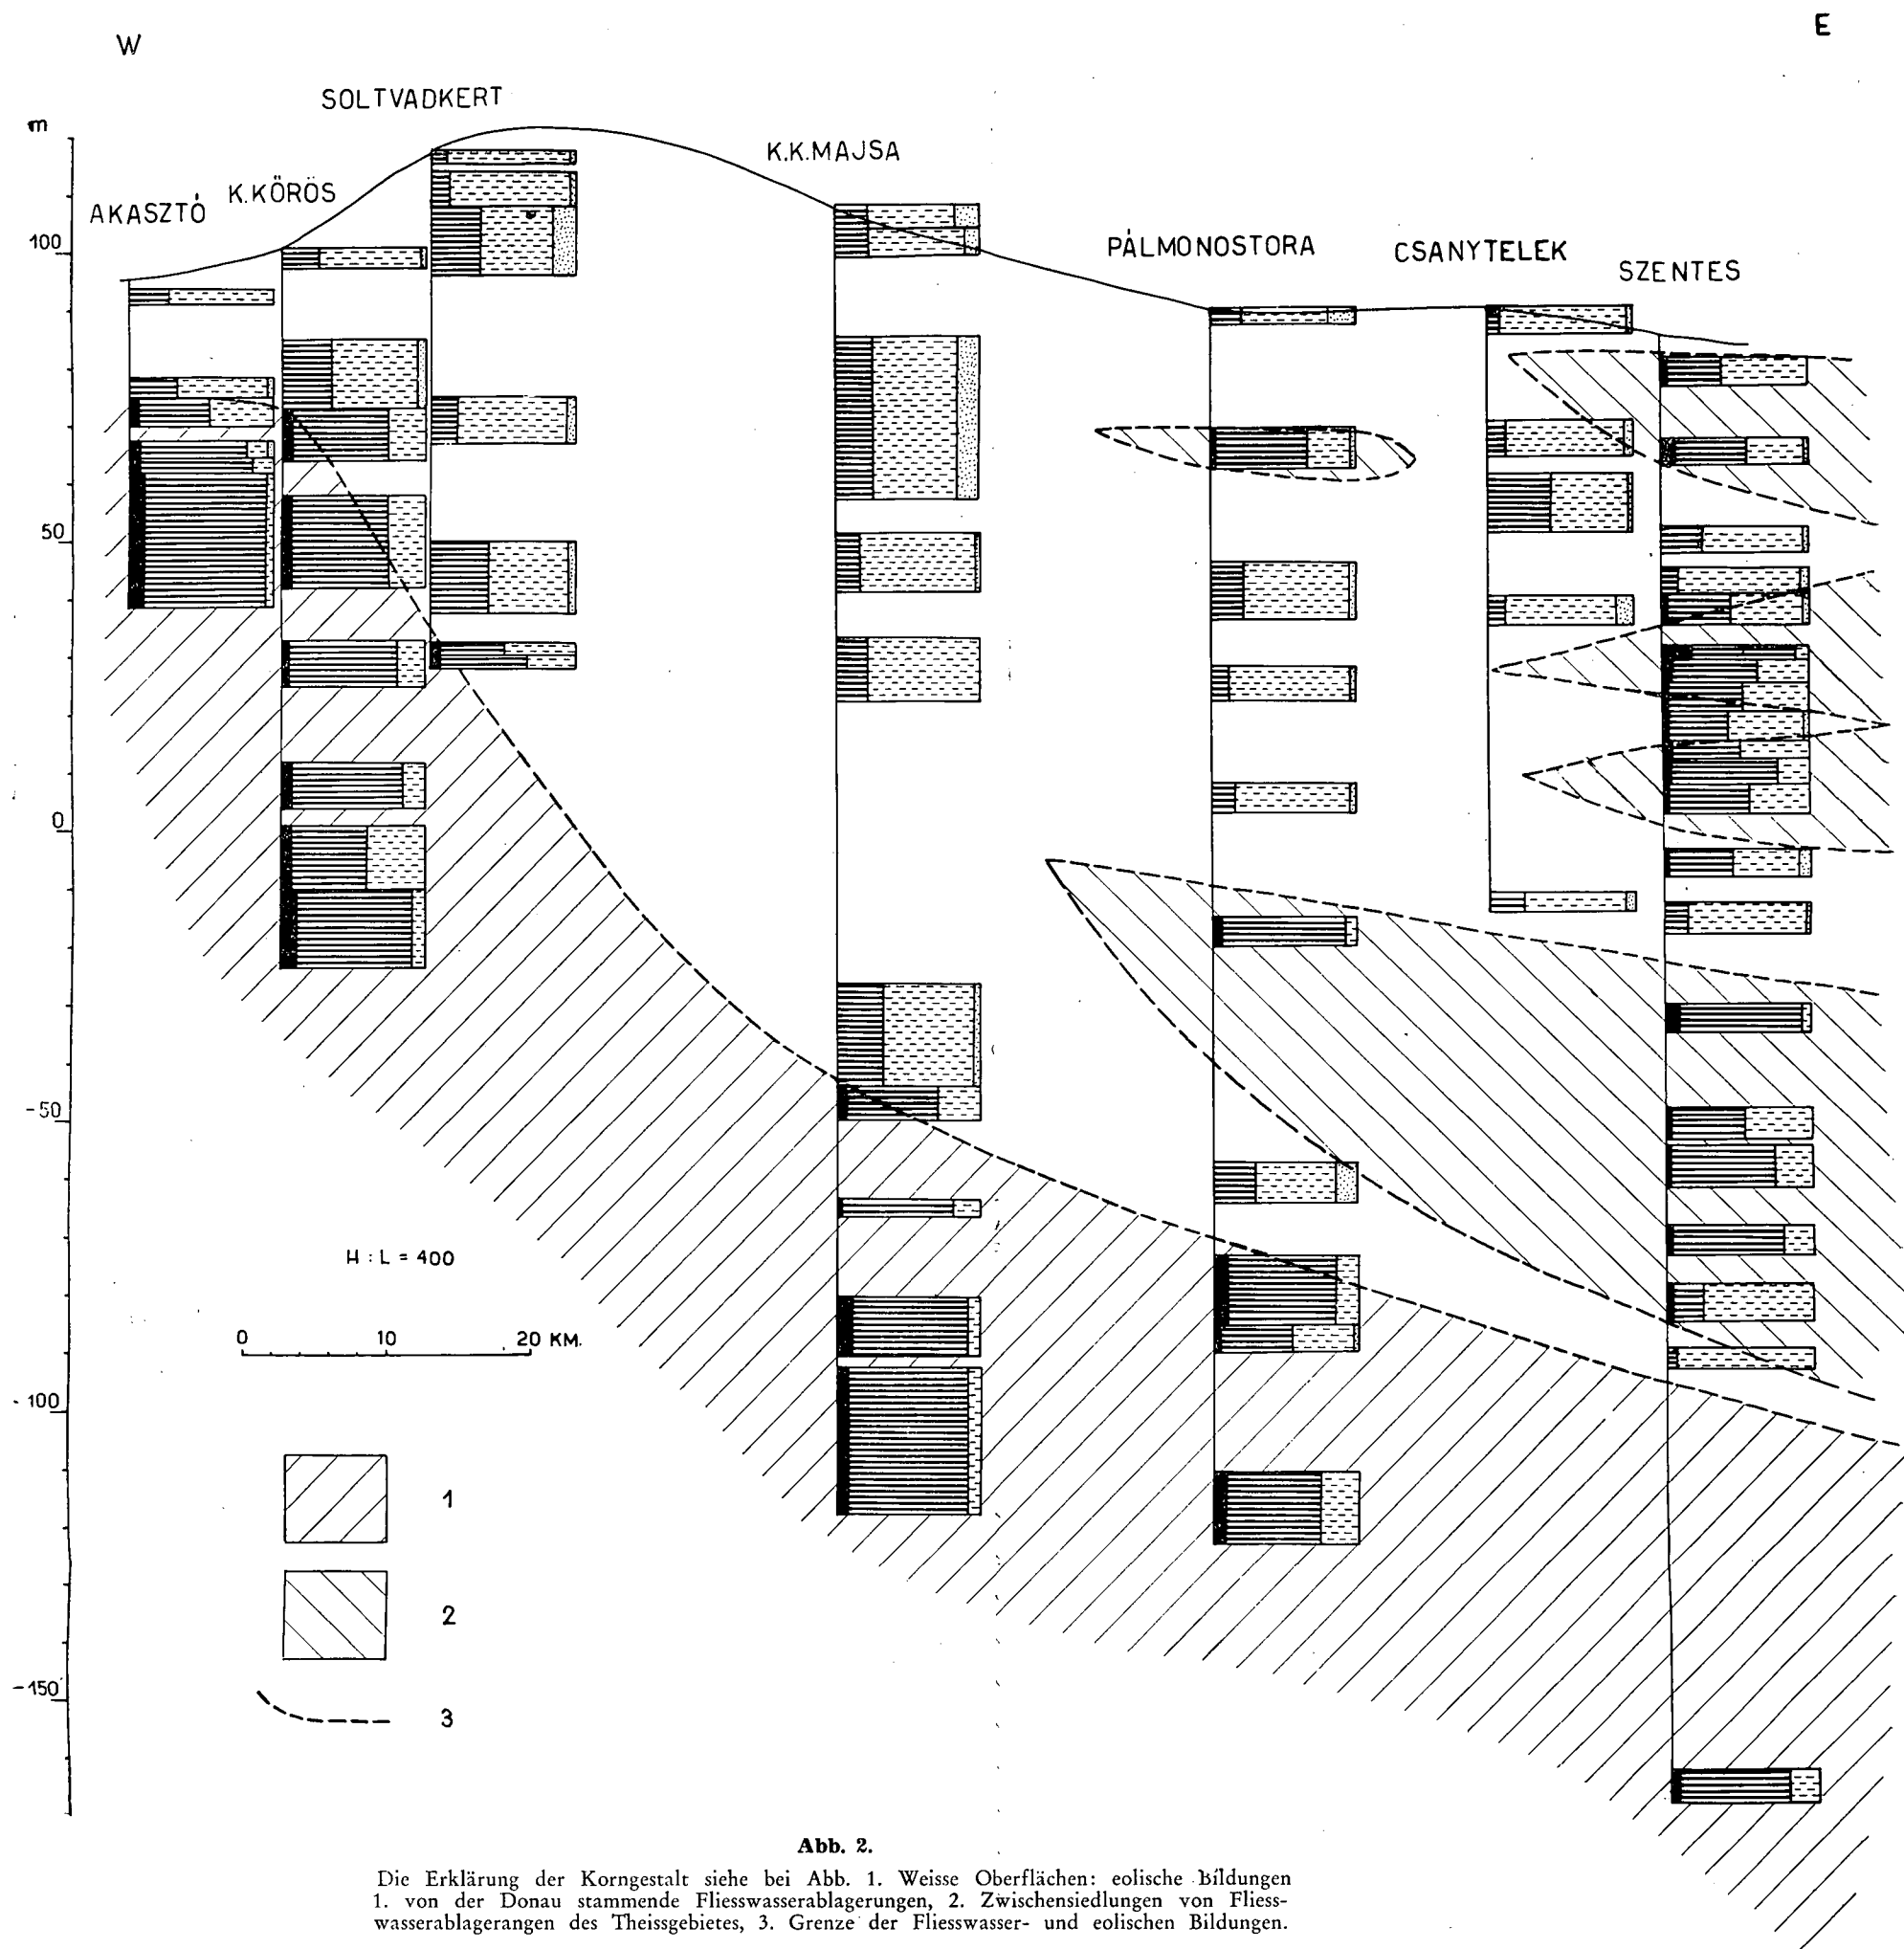 W
E
SOLTVADKERT
m
K.K.MAJSA
K.KŐRÖS
AKASZTÓ
PÁLMONOSTORA
CSANYTELEK
SZENTES
100
50
0
-50
-100
-150
H : L = 400
0 10 20 KM.
1
2
3
Abb. 2.
Die Erklärung der Korngestalt siehe bei Abb. 1. Weisse Oberflächen: eolische Bildungen
1. von der Donau stammende Fliesswasserablagerungen, 2. Zwischensiedlungen von Fliess-
wasserablagerangen des Theissgebietes, 3. Grenze der Fliesswasser- und eolischen Bildungen.